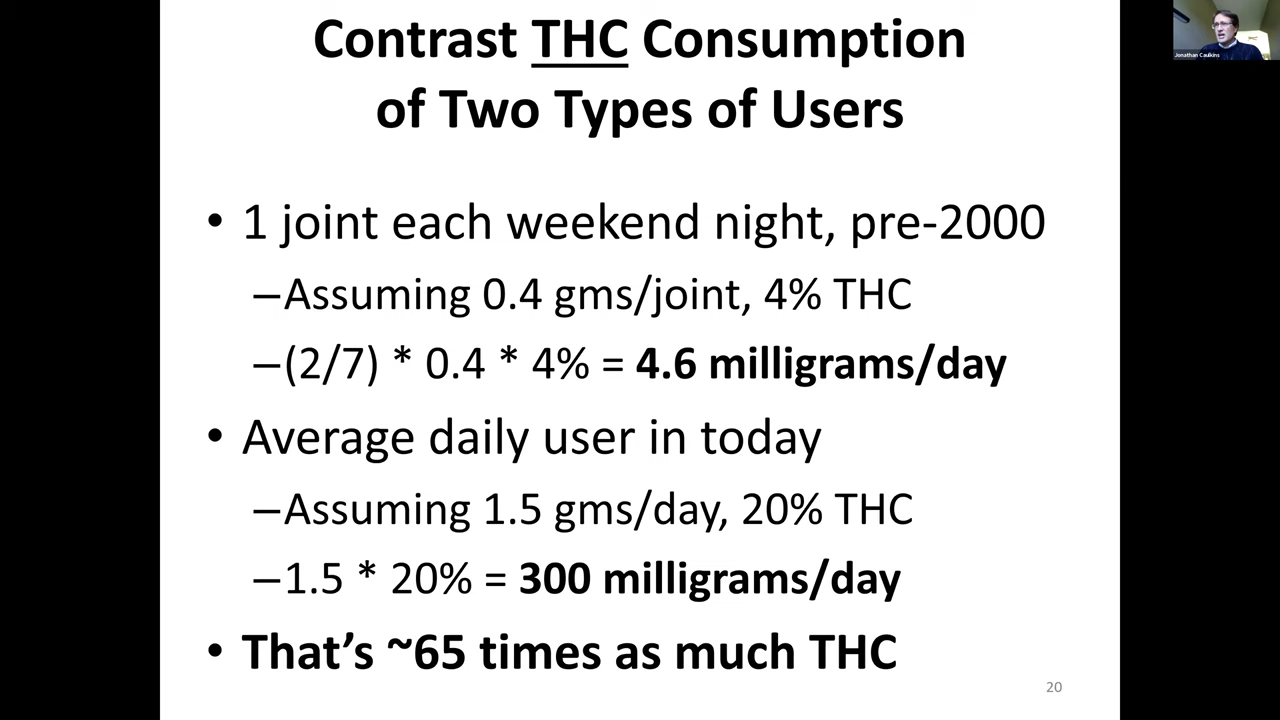 Contrast THC Consumption
of Two Types of Users
• 1 joint each weekend night, pre-2000
–Assuming 0.4 gms/joint, 4% THC
–(2/7) * 0.4 * 4% = 4.6 milligrams/day
• Average daily user in today
–Assuming 1.5 gms/day, 20% THC
–1.5 * 20% = 300 milligrams/day
• That's ~65 times as much THC
20
Jonathan Caulkins